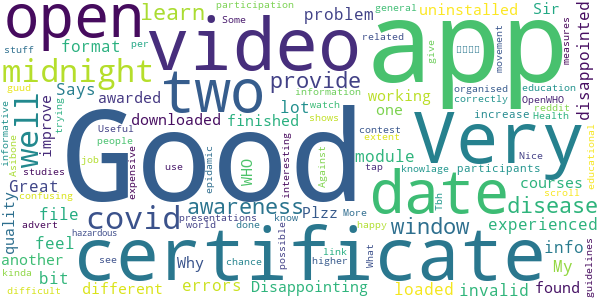 open
video
app
Good
Very
certificate
two
date
covid
midnight
well
window
disease
awareness
provide
learn
problem
uninstalled
Sir
disappointed
format
per
participation
Some
general
related
give
movement
measures
stuff
Says
awarded
lot
working
organised
correctly
education
OpenWHO
reddit
Health
improve
trying
downloaded
finished
information
watch
shows
one
increase
contest
extent
Nice
educational
guud
informative
Asilone
Useful
people
job
expensive
use
epidamic
WHO
interesting
Against
module
tap
knowlage
participants
courses
scroll
Great
studies
confusing
file
quality
feel
advert
hazardous
presentation
world
know
done
possible
Plzz
More
link
higher
happy
What
Tbh
My
info
experienced
guidelines
another
kinda
bit
difficult
different
see
Why
errors
chance
Disappointing
loaded
invalid
found